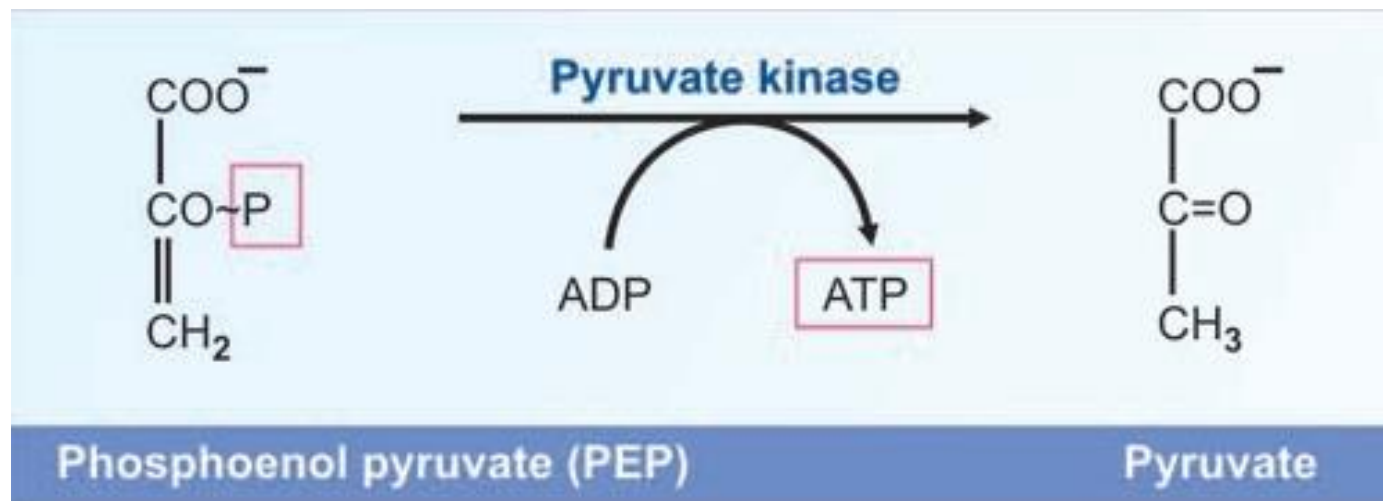 Pyruvate kinase
COO⁻
COO⁻
CO~P
C=O
ADP
ATP
CH₂
CH₃
Phosphoenol pyruvate (PEP)
Pyruvate